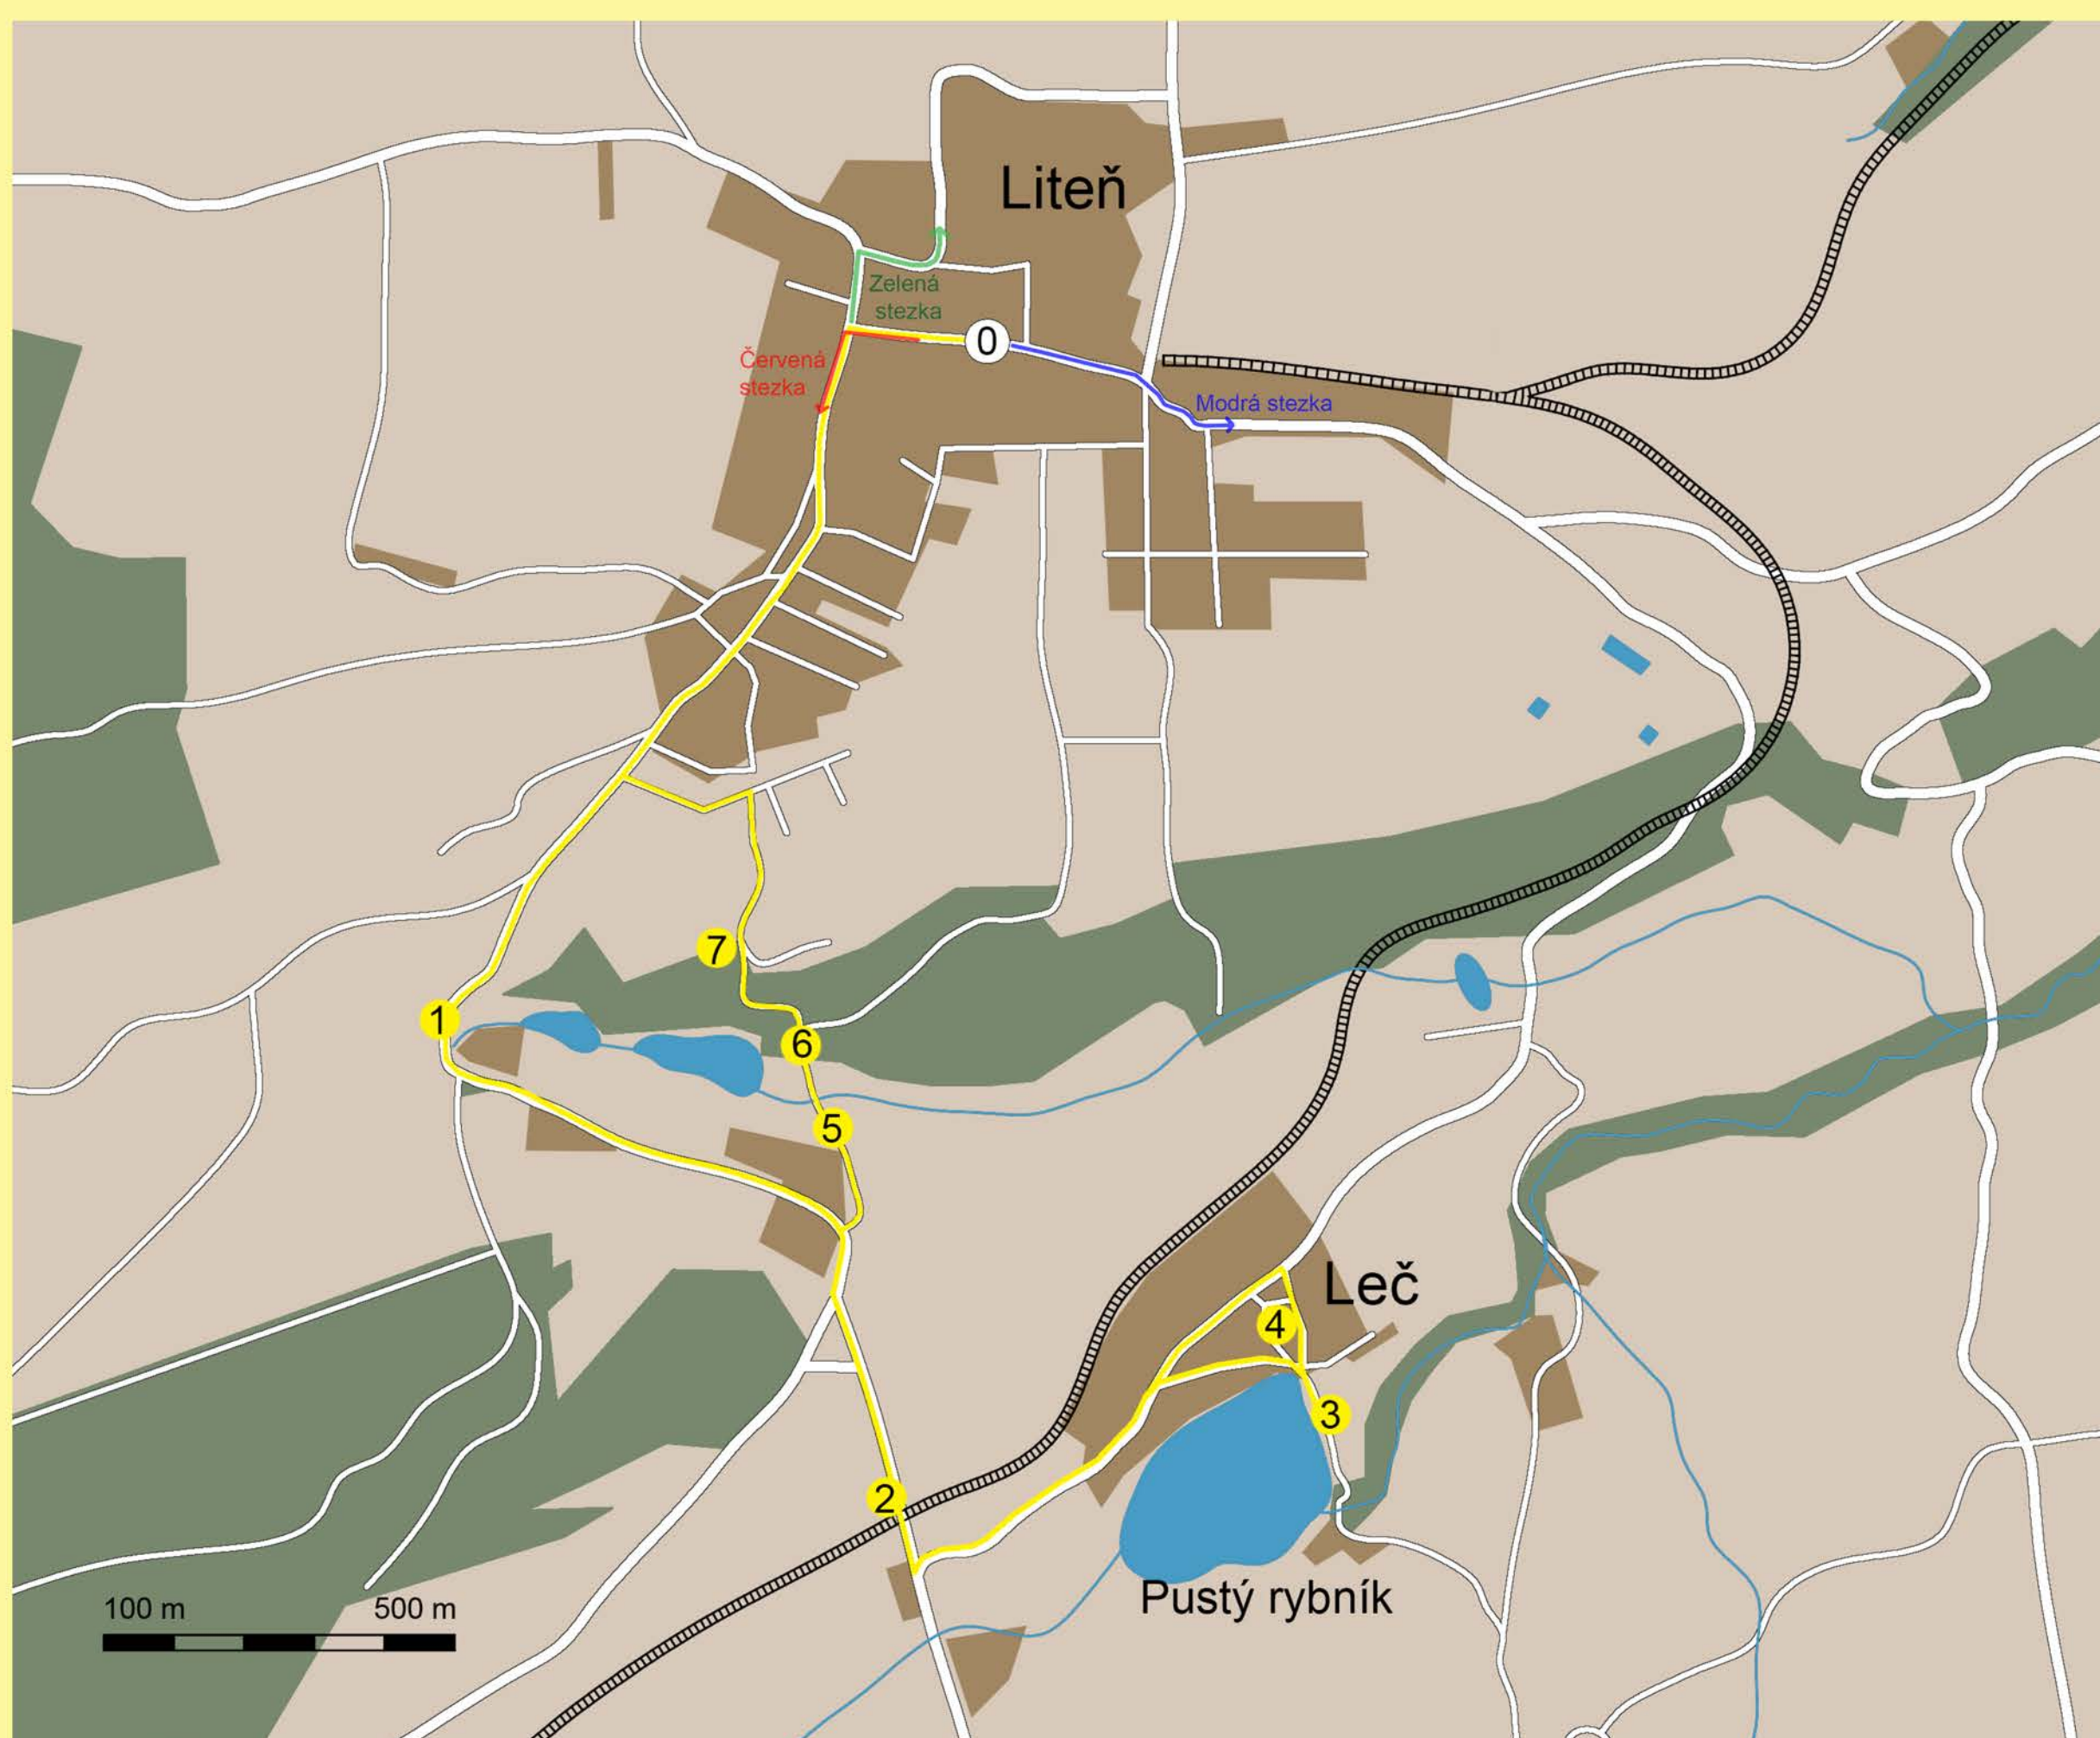 Liteň
Zelená
stezka
0
Červená
stezka
Modrá stezka
7
1
6
5
Leč
4
3
2
Pustý rybník
100 m
500 m